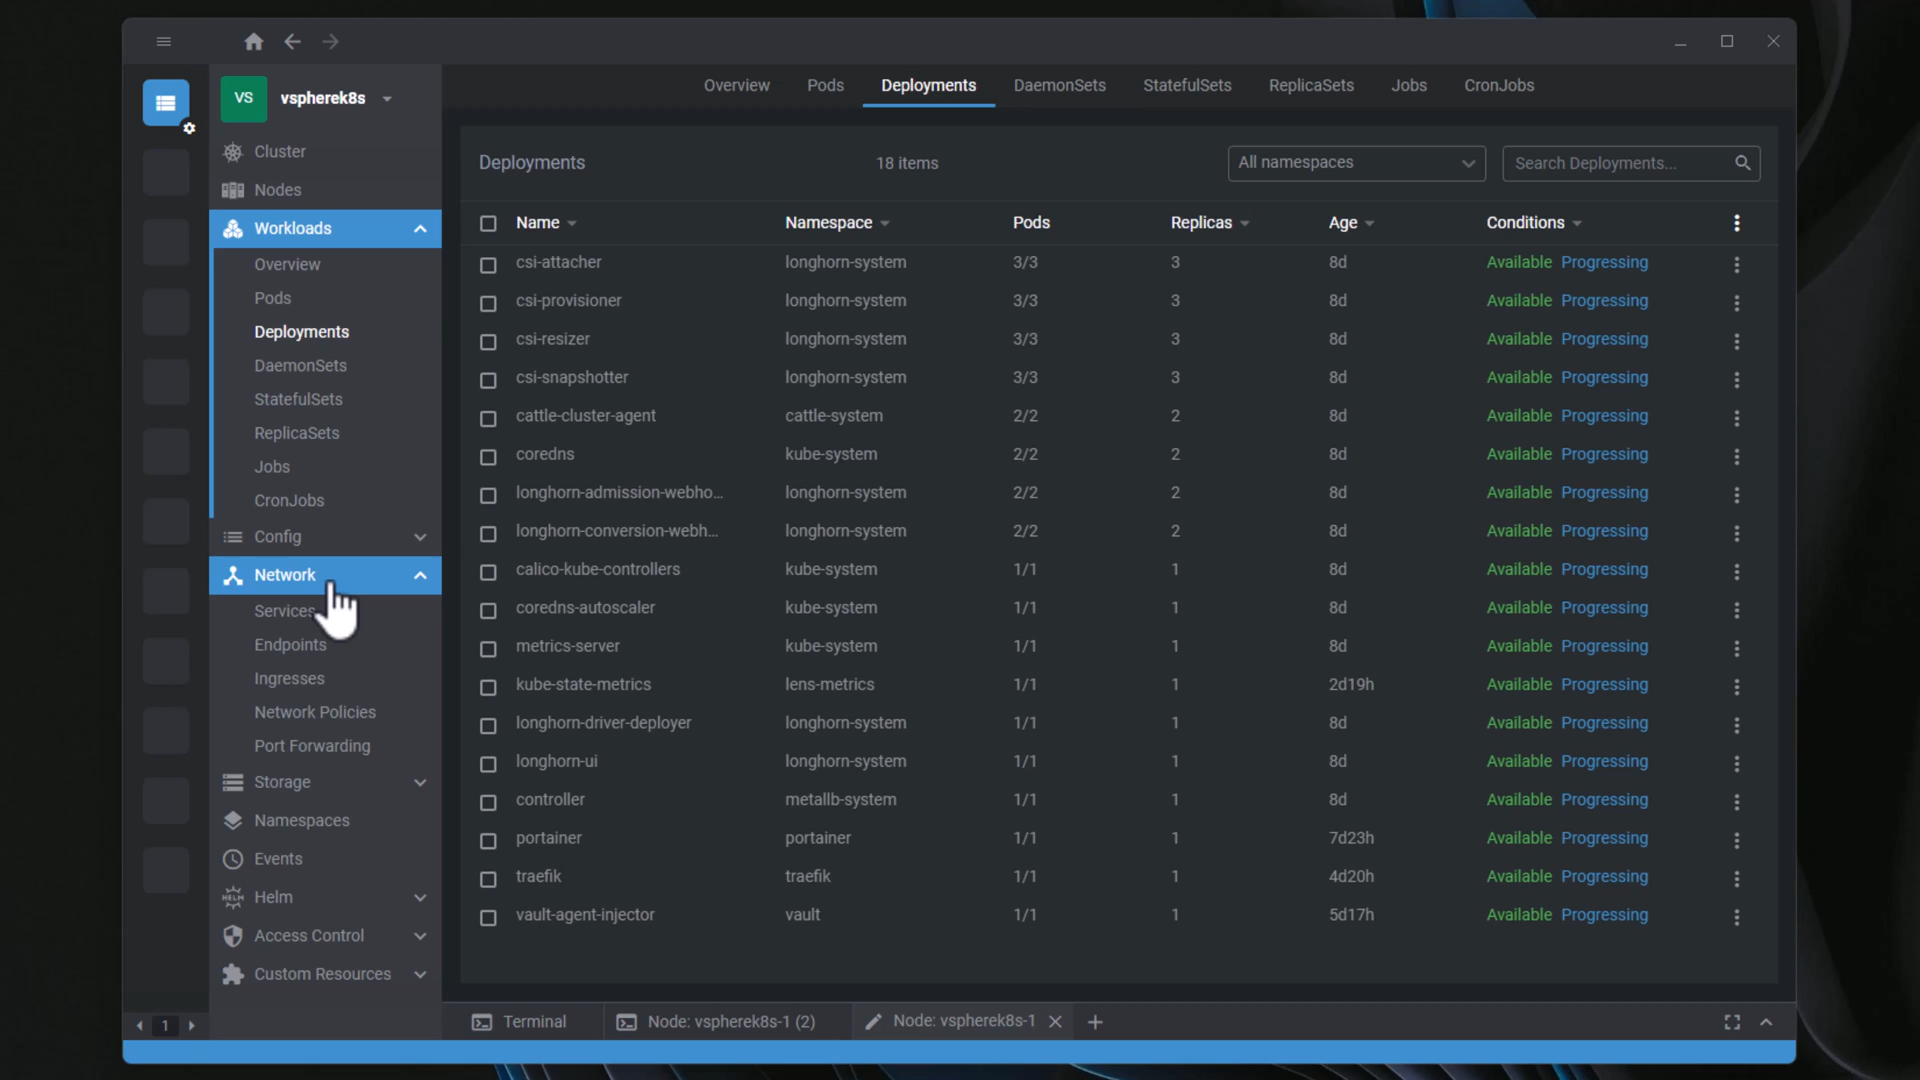 VS vspherek8s
Cluster
Nodes
Workloads
Overview
Pods
Deployments
DaemonSets
StatefulSets
ReplicaSets
Jobs
CronJobs
Config
Network
Services
Endpoints
Ingresses
Network Policies
Port Forwarding
Storage
Namespaces
Events
HELM Helm
Access Control
Custom Resources
1
Overview Pods Deployments DaemonSets StatefulSets ReplicaSets Jobs CronJobs
Deployments 18 items All namespaces Search Deployments...
Name Namespace Pods Replicas Age Conditions
csi-attacher longhorn-system 3/3 3 8d Available Progressing
csi-provisioner longhorn-system 3/3 3 8d Available Progressing
csi-resizer longhorn-system 3/3 3 8d Available Progressing
csi-snapshotter longhorn-system 3/3 3 8d Available Progressing
cattle-cluster-agent cattle-system 2/2 2 8d Available Progressing
coredns kube-system 2/2 2 8d Available Progressing
longhorn-admission-webho... longhorn-system 2/2 2 8d Available Progressing
longhorn-conversion-webh... longhorn-system 2/2 2 8d Available Progressing
calico-kube-controllers kube-system 1/1 1 8d Available Progressing
coredns-autoscaler kube-system 1/1 1 8d Available Progressing
metrics-server kube-system 1/1 1 8d Available Progressing
kube-state-metrics lens-metrics 1/1 1 2d19h Available Progressing
longhorn-driver-deployer longhorn-system 1/1 1 8d Available Progressing
longhorn-ui longhorn-system 1/1 1 8d Available Progressing
controller metallb-system 1/1 1 8d Available Progressing
portainer portainer 1/1 1 7d23h Available Progressing
traefik traefik 1/1 1 4d20h Available Progressing
vault-agent-injector vault 1/1 1 5d17h Available Progressing
Terminal Node: vspherek8s-1 (2) Node: vspherek8s-1